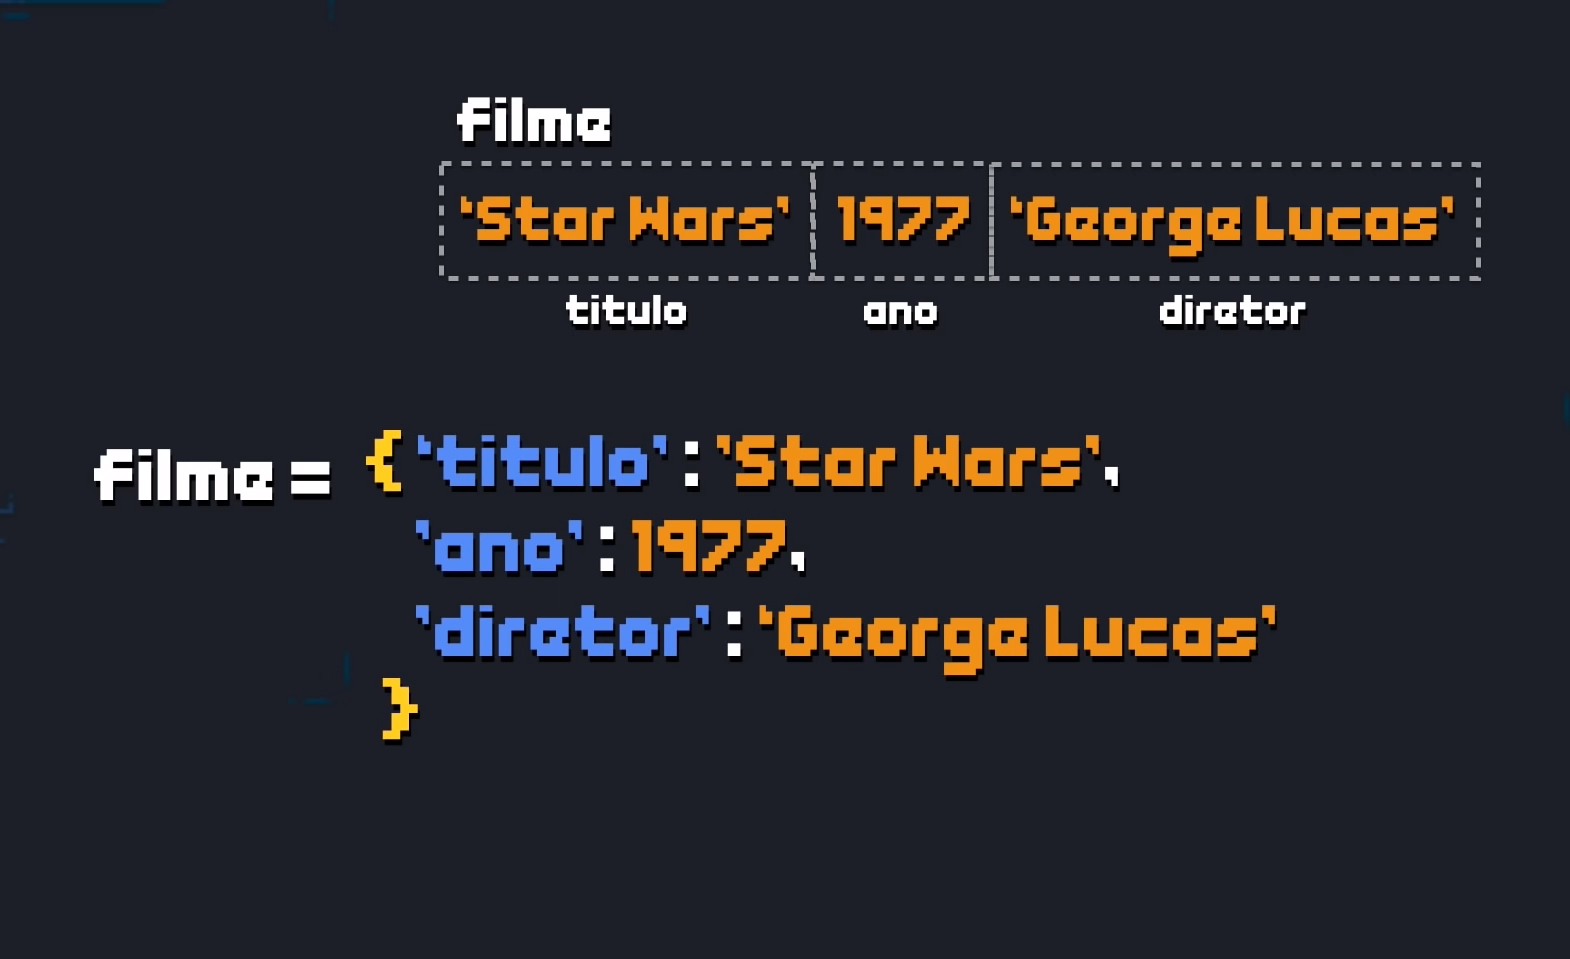 filme
‘Star Wars’ 1977 ‘George Lucas’
titulo ano diretor
filme = { ‘titulo’ : ‘Star Wars’,
‘ano’ : 1977,
‘diretor’ : ‘George Lucas’
}